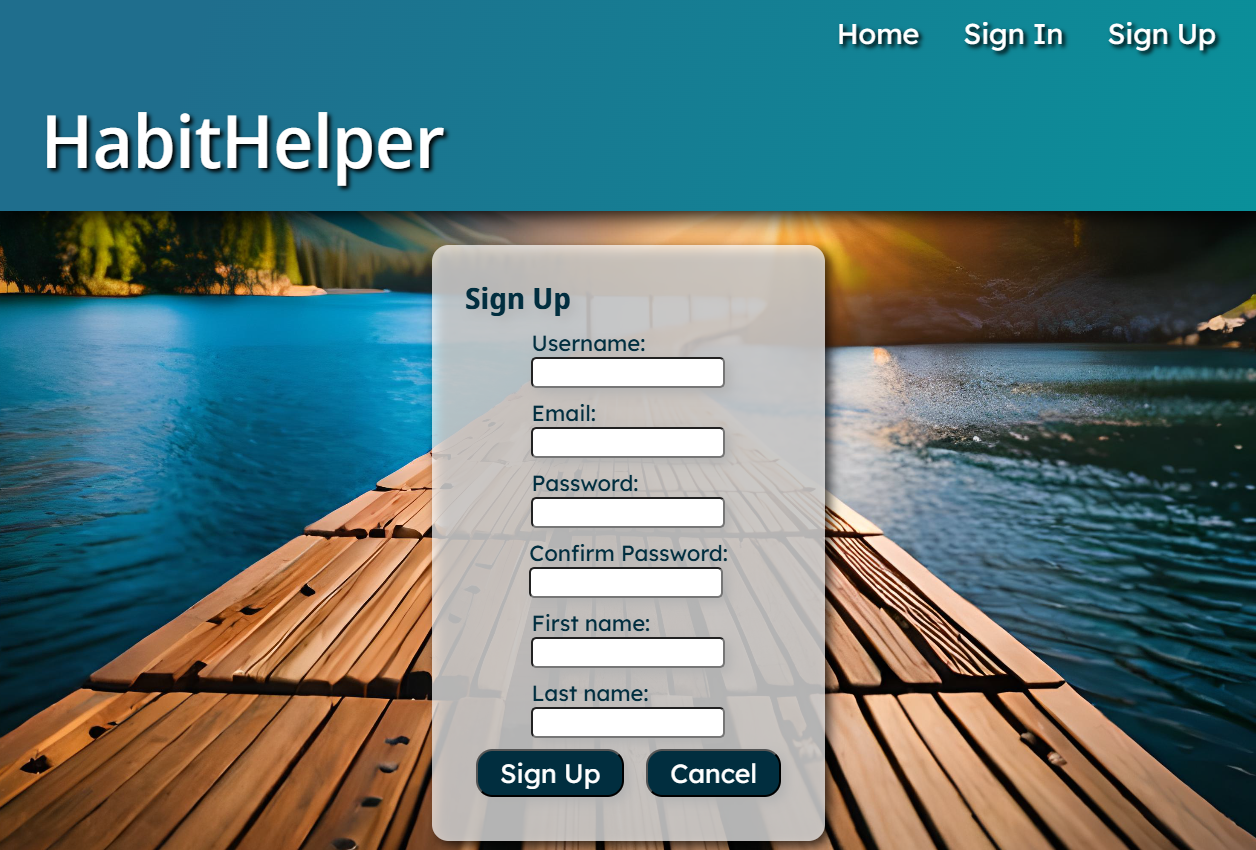 Home Sign In Sign Up
HabitHelper
Sign Up
Username:
Email:
Password:
Confirm Password:
First name:
Last name:
Sign Up Cancel